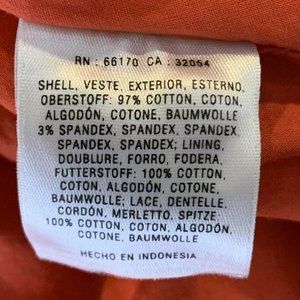 RN : 66170 CA : 32054
SHELL, VESTE, EXTERIOR, ESTERNO,
OBERSTOFF: 97% COTTON, COTON,
ALGODÓN, COTONE, BAUMWOLLE
3% SPANDEX, SPANDEX, SPANDEX,
SPANDEX, SPANDEX; LINING,
DOUBLURE, FORRO, FODERA,
FUTTERSTOFF: 100% COTTON,
COTON, ALGODÓN, COTONE,
BAUMWOLLE; LACE, DENTELLE,
CORDÓN, MERLETTO, SPITZE:
100% COTTON, COTON, ALGODÓN
COTONE, BAUMWOLLE
HECHO EN INDONESIA